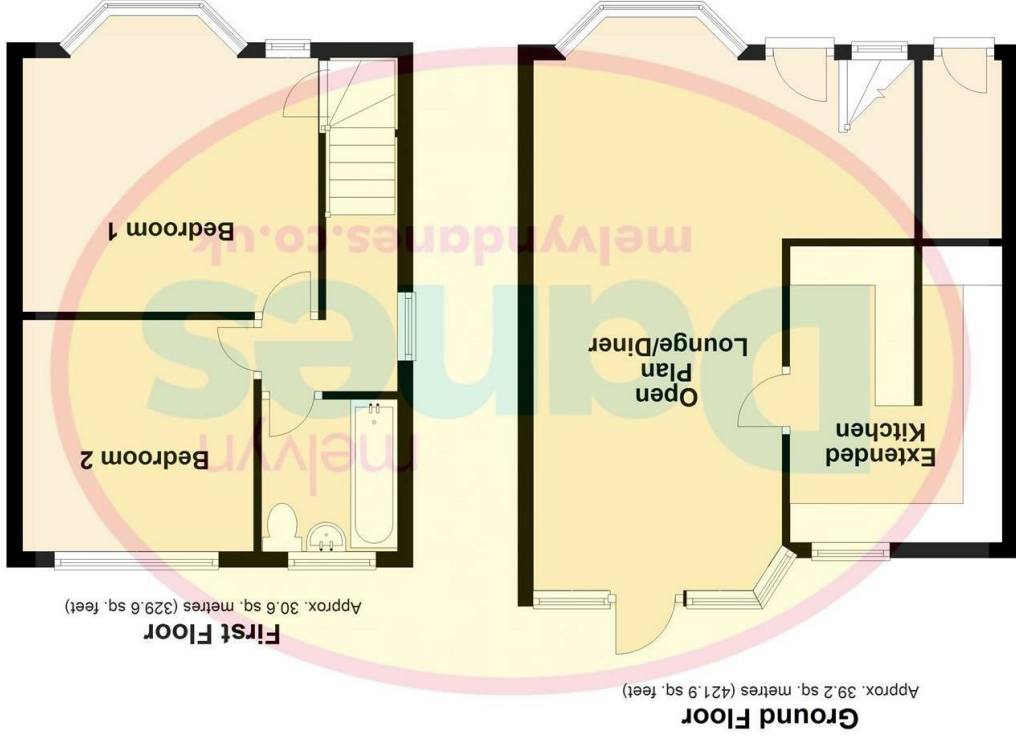 Ground Floor
Approx. 39.2 sq. metres (421.9 sq. feet)
Extended
Kitchen
Open
Plan
Lounge/Diner
First Floor
Approx. 30.6 sq. metres (329.6 sq. feet)
Bedroom 2
Bedroom 1
melvyn
Danes
melvyndanes.co.uk